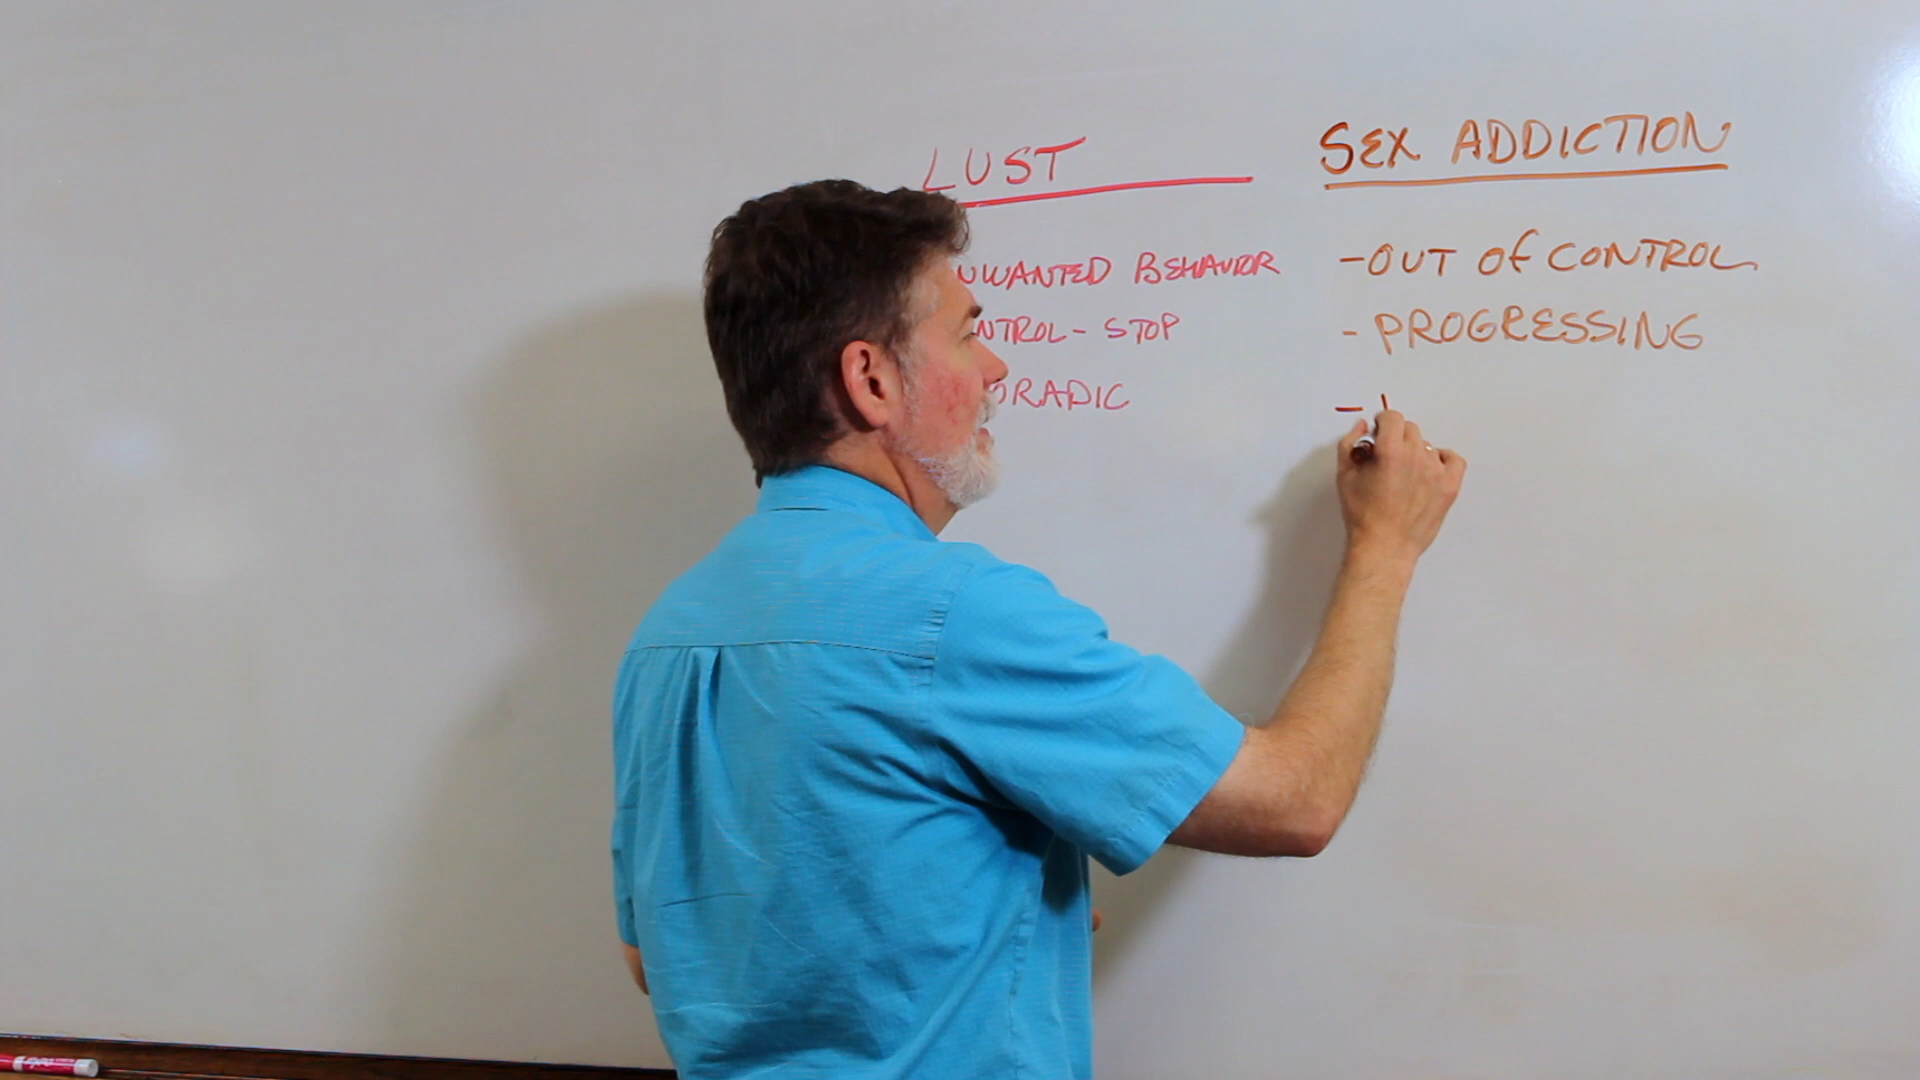 LUST
SEX ADDICTION
NWANTED BEHAVIOR
NTROL - STOP
ORADIC
- OUT Of CONTROL
- PROGRESSING
-